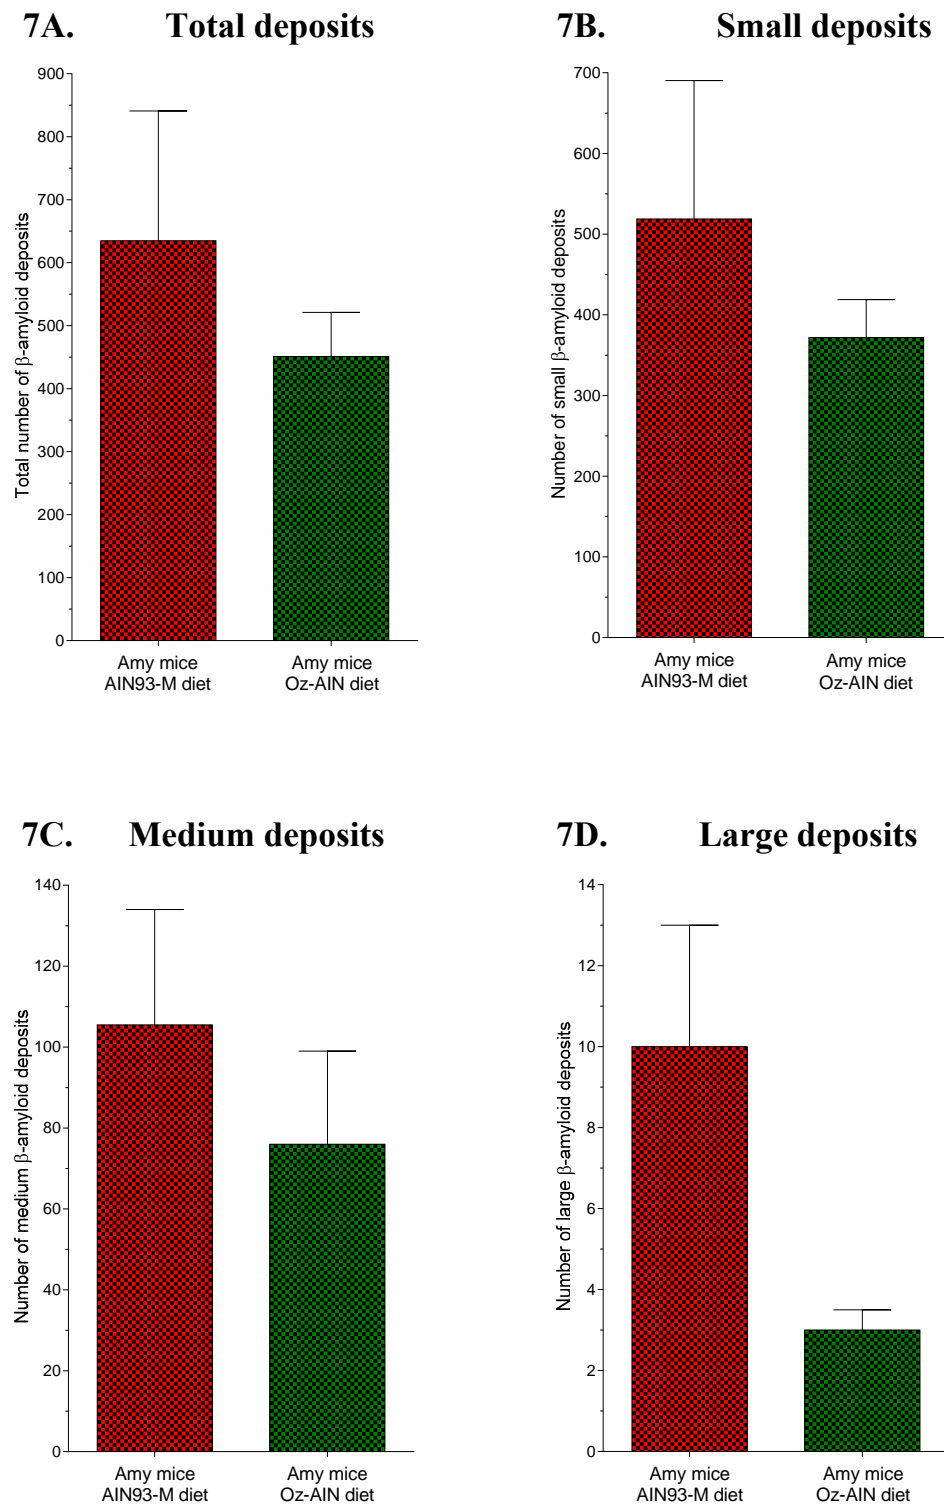 7A. Total deposits
900
800
700
600
500
400
300
200
100
0
Total number of β-amyloid deposits
Amy mice
AIN93-M diet
Amy mice
Oz-AIN diet
7B. Small deposits
700
600
500
400
300
200
100
0
Number of small β-amyloid deposits
Amy mice
AIN93-M diet
Amy mice
Oz-AIN diet
7C. Medium deposits
140
120
100
80
60
40
20
0
Number of medium β-amyloid deposits
Amy mice
AIN93-M diet
Amy mice
Oz-AIN diet
7D. Large deposits
14
12
10
8
6
4
2
0
Number of large β-amyloid deposits
Amy mice
AIN93-M diet
Amy mice
Oz-AIN diet